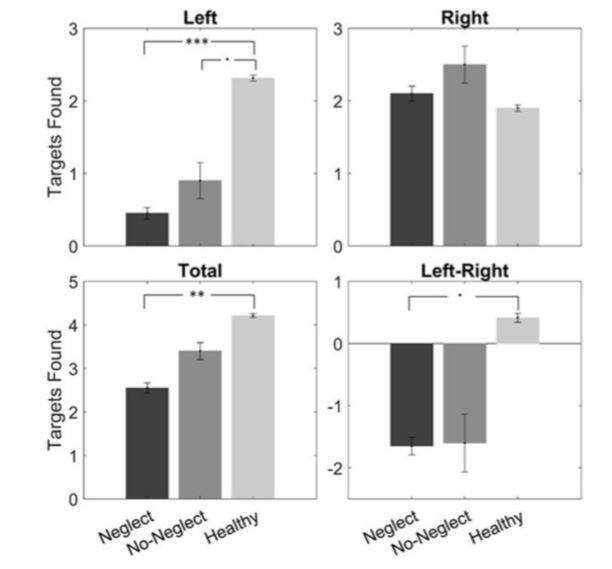 Left
Right
3
2
1
0
Targets Found
***
*
3
2
1
0
Total
Left-Right
5
4
3
2
1
0
Targets Found
**
1
0
-1
-2
*
Neglect
No-Neglect
Healthy
Neglect
No-Neglect
Healthy